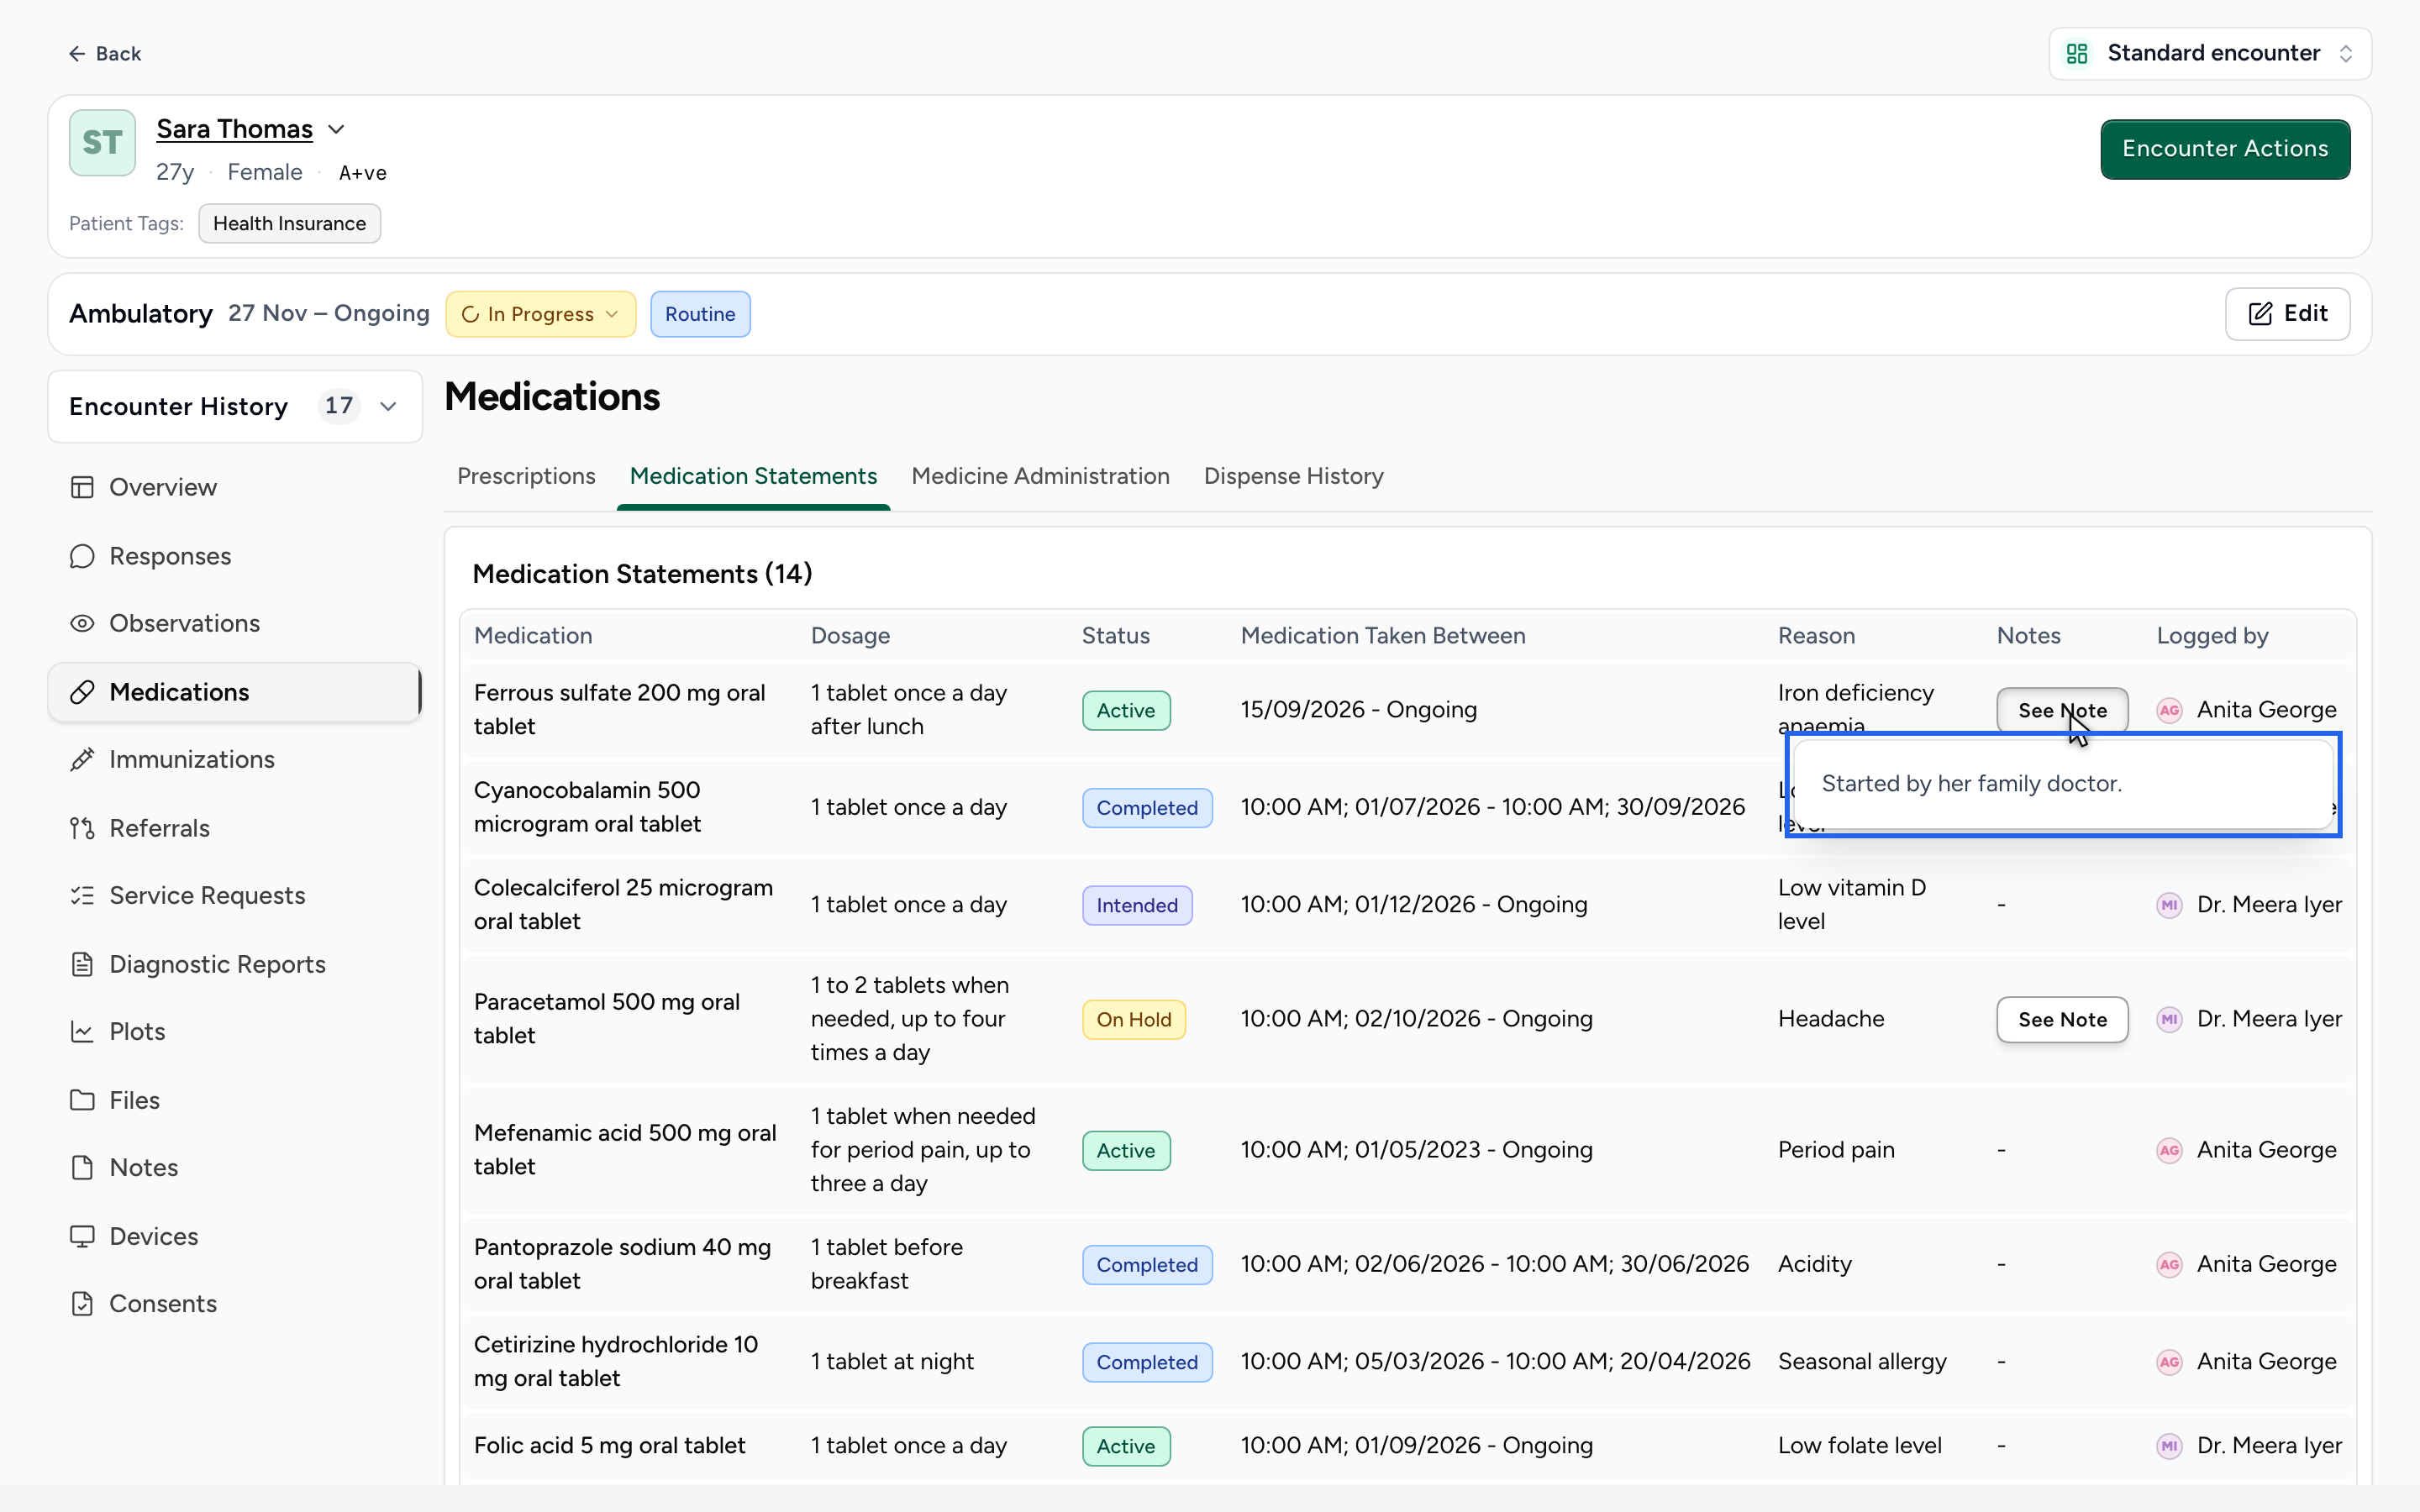 Back
Standard encounter
ST
Sara Thomas
27y · Female · A+ve
Encounter Actions
Patient Tags: Health Insurance
Ambulatory 27 Nov – Ongoing In Progress Routine
Edit
Encounter History 17
Overview
Responses
Observations
Medications
Immunizations
Referrals
Service Requests
Diagnostic Reports
Plots
Files
Notes
Devices
Consents
Medications
Prescriptions Medication Statements Medicine Administration Dispense History
Medication Statements (14)
Medication Dosage Status Medication Taken Between Reason Notes Logged by
Ferrous sulfate 200 mg oral
tablet
1 tablet once a day
after lunch
Active
15/09/2026 - Ongoing
Iron deficiency
anaemia
See Note
AG Anita George
Started by her family doctor.
Cyanocobalamin 500
microgram oral tablet
1 tablet once a day
Completed
10:00 AM; 01/07/2026 - 10:00 AM; 30/09/2026
level
Colecalciferol 25 microgram
oral tablet
1 tablet once a day
Intended
10:00 AM; 01/12/2026 - Ongoing
Low vitamin D
level
-
MI Dr. Meera Iyer
Paracetamol 500 mg oral
tablet
1 to 2 tablets when
needed, up to four
times a day
On Hold
10:00 AM; 02/10/2026 - Ongoing
Headache
See Note
MI Dr. Meera Iyer
Mefenamic acid 500 mg oral
tablet
1 tablet when needed
for period pain, up to
three a day
Active
10:00 AM; 01/05/2023 - Ongoing
Period pain
-
AG Anita George
Pantoprazole sodium 40 mg
oral tablet
1 tablet before
breakfast
Completed
10:00 AM; 02/06/2026 - 10:00 AM; 30/06/2026
Acidity
-
AG Anita George
Cetirizine hydrochloride 10
mg oral tablet
1 tablet at night
Completed
10:00 AM; 05/03/2026 - 10:00 AM; 20/04/2026
Seasonal allergy
-
AG Anita George
Folic acid 5 mg oral tablet
1 tablet once a day
Active
10:00 AM; 01/09/2026 - Ongoing
Low folate level
-
MI Dr. Meera Iyer